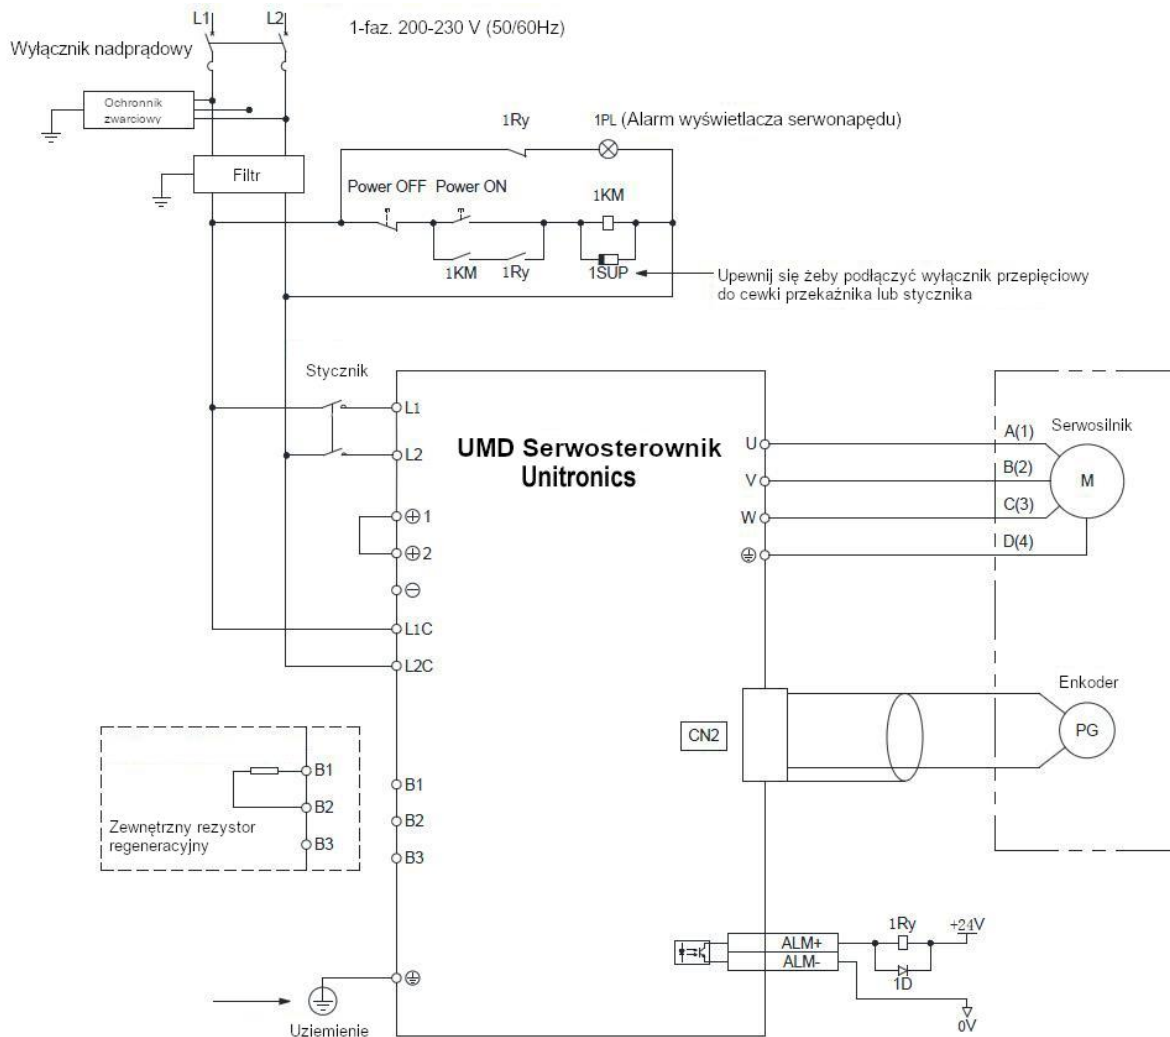 L1 L2
1-faz. 200-230 V (50/60Hz)
Wyłącznik nadprądowy
Ochronnik
zwarciowy
Filtr
1Ry
1PL (Alarm wyświetlacza serwonapędu)
Power OFF Power ON
1KM
1KM
1Ry
1SUP
Upewnij się żeby podłączyć wyłącznik przepięciowy
do cewki przekaźnika lub stycznika
Stycznik
L1
L2
1
2
L1C
L2C
UMD Serwosterownik
Unitronics
U
V
W
A(1)
B(2)
C(3)
D(4)
Serwosilnik
M
Enkoder
PG
CN2
B1
B2
B3
Zewnętrzny rezystor
regeneracyjny
B1
B2
B3
ALM+
ALM-
1Ry
+24V
1D
0V
Uziemienie